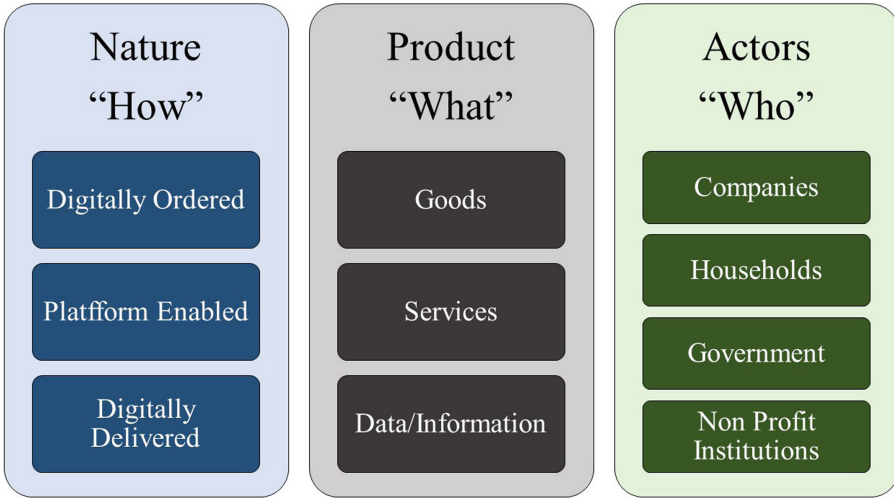 Nature
“How”
Digitally Ordered
Platfform Enabled
Digitally
Delivered
Product
“What”
Goods
Services
Data/Information
Actors
“Who”
Companies
Households
Government
Non Profit
Institutions